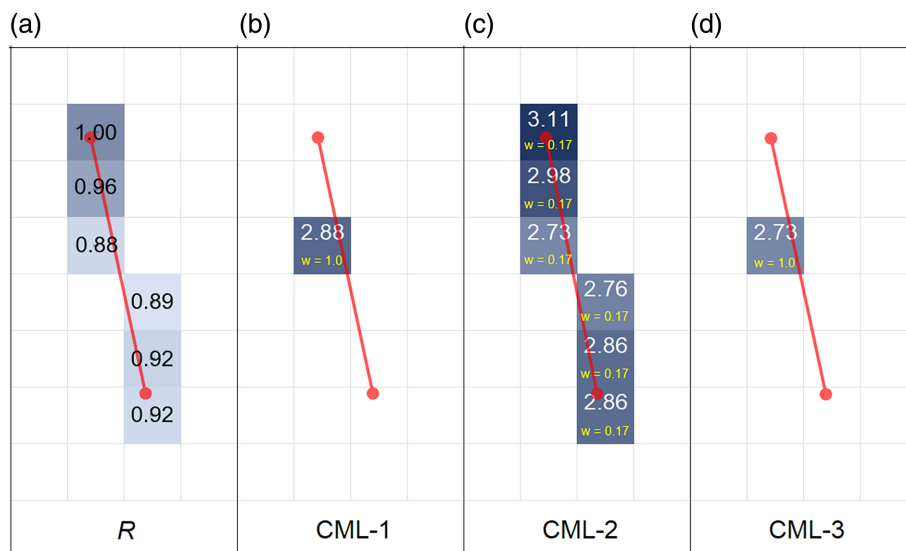 (a)
(b)
(c)
(d)
1.00
0.96
0.88
0.89
0.92
0.92
R
2.88
w = 1.0
CML-1
3.11
w = 0.17
2.98
w = 0.17
2.73
w = 0.17
2.76
w = 0.17
2.86
w = 0.17
2.86
w = 0.17
CML-2
2.73
w = 1.0
CML-3